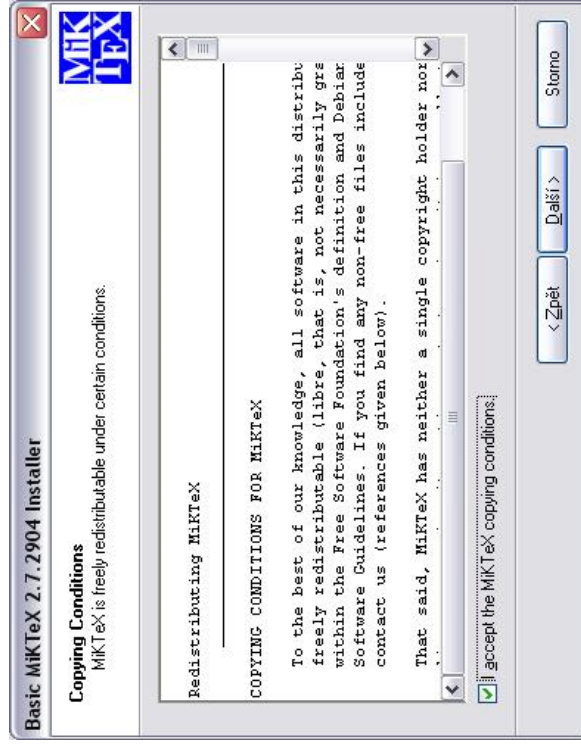 Basic MiKTeX 2.7.2904 Installer
Copying Conditions
MiKTeX is freely redistributable under certain conditions.
MiK
TEX
Redistributing MiKTeX
COPYING CONDITIONS FOR MiKTeX
To the best of our knowledge, all software in this distribu
freely redistributable (libre, that is, not necessarily gra
within the Free Software Foundation's definition and Debian
Software Guidelines. If you find any non-free files include
contact us (references given below).
That said, MiKTeX has neither a single copyright holder nor
I accept the MiKTeX copying conditions.
< Zpět
Další >
Storno